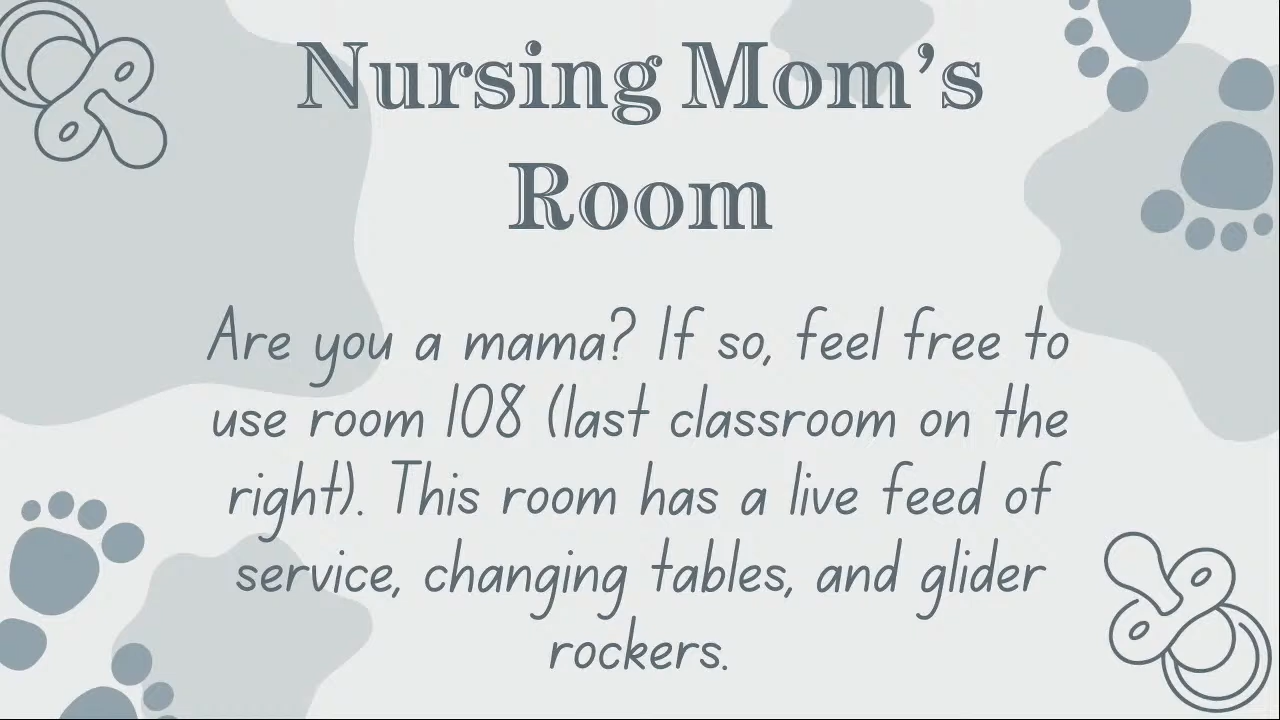 Nursing Mom's
Room
Are you a mama? If so, feel free to
use room 108 (last classroom on the
right). This room has a live feed of
service, changing tables, and glider
rockers.